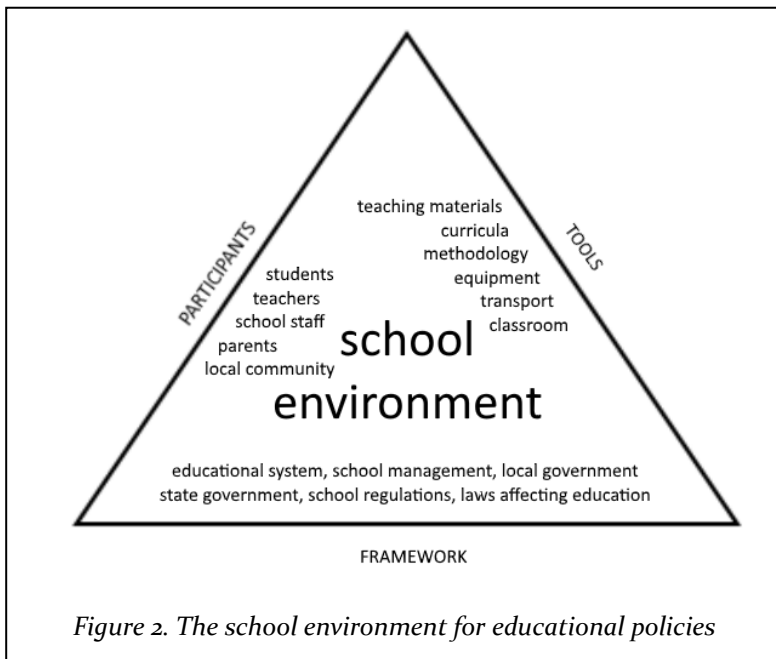 PARTICIPANTS
TOOLS
teaching materials
curricula
methodology
equipment
transport
classroom
students
teachers
school staff
parents
local community
school
environment
educational system, school management, local government
state government, school regulations, laws affecting education
FRAMEWORK
Figure 2. The school environment for educational policies